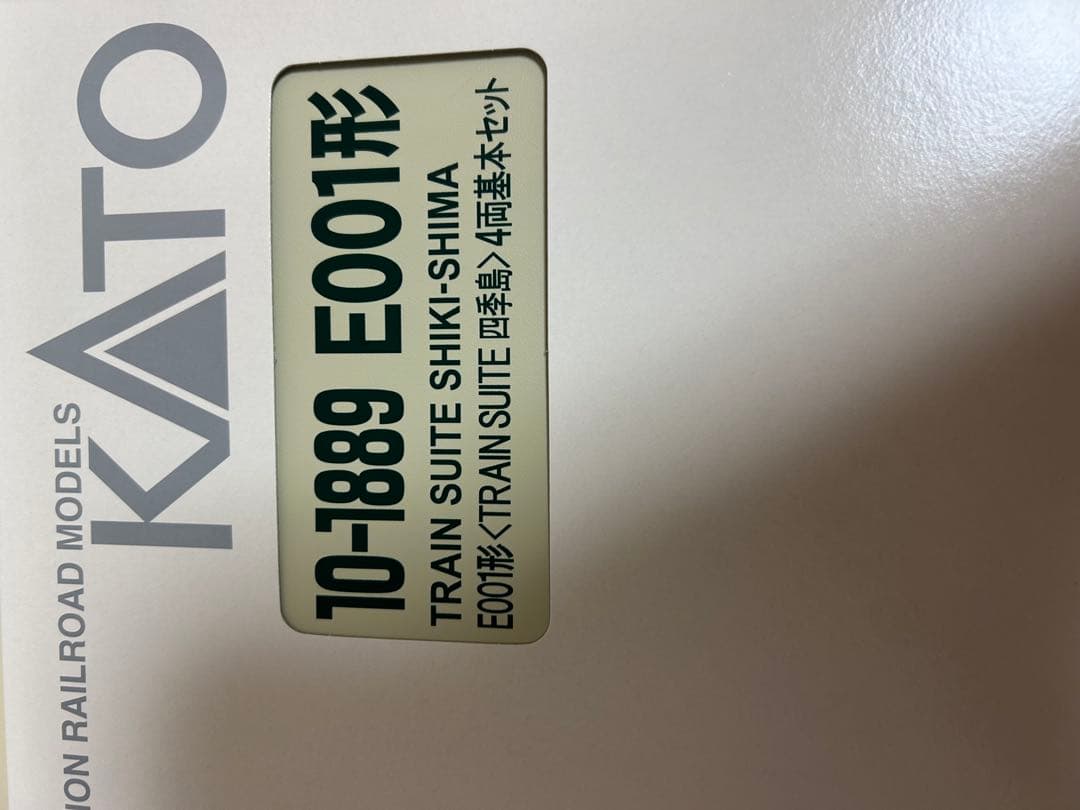 ION RAILROAD MODELS
KATO
10-1889 E001形
TRAIN SUITE SHIKI-SHIMA
E001形〈TRAIN SUITE 四季島〉4両基本セット